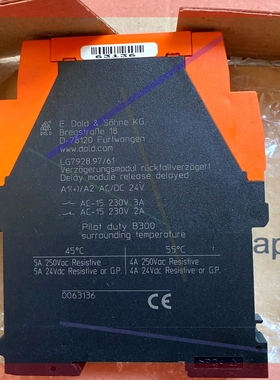 63136
E. Dold & Söhne KG.
Bregstraße 18
D-78120 Furtwangen
www.dold.com
DOLD
LG7928.97/61
Verzögerungsmodul rückfallverzögert
Delay module release delayed
A1(+)/A2 AC/DC 24V
AC-15 230V 3A
AC-15 230V 2A
Pilot duty B300
surrounding temperature
45°C 55°C
5A 250Vac Resistive 4A 250Vac Resistive
5A 24Vdc Resistive or G.P. 4A 24Vdc Resistive or G.P.
0063136 CE